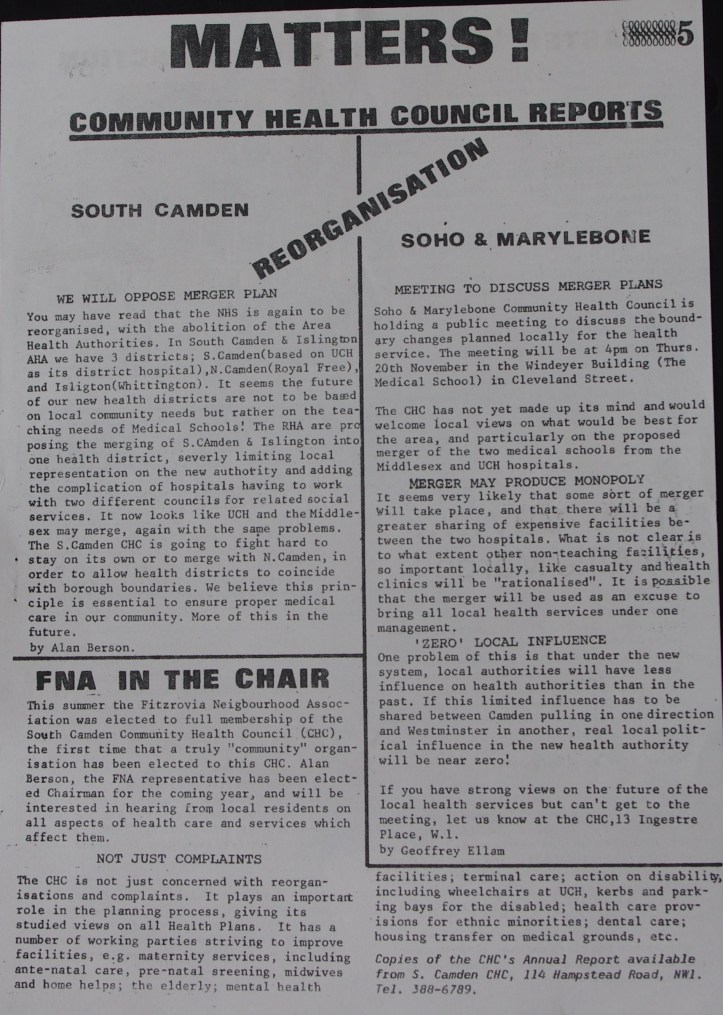 MATTERS!
5
COMMUNITY HEALTH COUNCIL REPORTS
REORGANISATION
SOUTH CAMDEN
WE WILL OPPOSE MERGER PLAN
You may have read that the NHS is again to be
reorganised, with the abolition of the Area
Health Authorities. In South Camden & Islington
AHA we have 3 districts; S.Camden(based on UCH
as its district hospital),N.Camden(Royal Free),
and Isligton(Whittington). It seems the future
of our new health districts are not to be based
on local community needs but rather on the tea-
ching needs of Medical Schools! The RHA are pro
posing the merging of S.CAmden & Islington into
one health district, severly limiting local
representation on the new authotity and adding
the complication of hospitals having to work
with two different councils for related social
services. It now looks like UCH and the Middle-
sex may merge, again with the same problems.
The S.Camden CHC is going to fight hard to
stay on its own or to merge with N.Camden, in
order to allow health districts to coincide
with borough boundaries. We believe this prin-
ciple is essential to ensure proper medical
care in our community. More of this in the
future.
by Alan Berson.
SOHO & MARYLEBONE
MEETING TO DISCUSS MERGER PLANS
Soho & Marylebone Community Health Council is
holding a public meeting to discuss the bound-
ary changes planned locally for the health
service. The meeting will be at 4pm on Thurs.
20th November in the Windeyer Building (The
Medical School) in Cleveland Street.
The CHC has not yet made up its mind and would
welcome local views on what would be best for
the area, and particularly on the proposed
merger of the two medical schools from the
Middlesex and UCH hospitals.
MERGER MAY PRODUCE MONOPOLY
It seems very likely that some sort of merger
will take place, and that there will be a
greater sharing of expensive facilities be-
tween the two hospitals. What is not clear is
to what extent other non-teaching facilities,
so important locally, like casualty and health
clinics will be "rationalised". It is possible
that the merger will be used as an excuse to
bring all local health services under one
management.
'ZERO' LOCAL INFLUENCE
One problem of this is that under the new
system, local authorities will have less
influence on health authorities than in the
past. If this limited influence has to be
shared between Camden pulling in one direction
and Westminster in another, real local polit-
ical influence in the new health authority
will be near zero!
If you have strong views on the future of the
local health services but can't get to the
meeting, let us know at the CHC,13 Ingestre
Place, W.1.
by Geoffrey Ellam
FNA IN THE CHAIR
This summer the Fitzrovia Neigbourhood Assoc-
iation was elected to full membership of the
South Camden Community Health Council (CHC),
the first time that a truly "community" organ-
isation has been elected to this CHC. Alan
Berson, the FNA representative has been elect-
ed Chairman for the coming year, and will be
interested in hearing from local residents on
all aspects of health care and services which
affect them.
NOT JUST COMPLAINTS
The CHC is not just concerned with reorgan-
isations and complaints. It plays an important
role in the planning process, giving its
studied views on all Health Plans. It has a
number of working parties striving to improve
facilities, e.g. maternity services, including
ante-natal care, pre-natal sreening, midwives
and home helps; the elderly; mental health
facilities; terminal care; action on disability,
including wheelchairs at UCH, kerbs and park-
ing bays for the disabled; health care prov-
isions for ethnic minorities; dental care;
housing transfer on medical grounds, etc.
Copies of the CHC's Annual Report available
from S. Camden CHC, 114 Hampstead Road, NW1.
Tel. 388-6789.